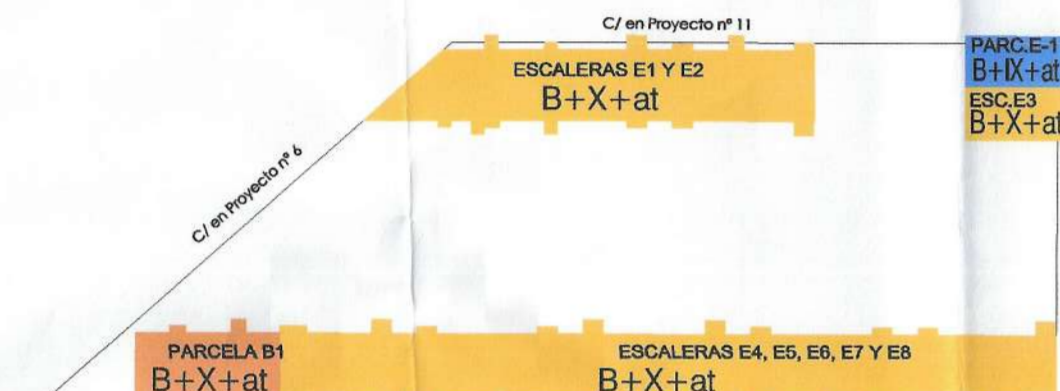 C/ en Proyecto nº 11
PARC.E-1
B+IX+at
ESCALERAS E1 Y E2
B+X+at
ESC.E3
B+X+at
C/ en Proyecto nº 6
PARCELA B1
B+X+at
ESCALERAS E4, E5, E6, E7 Y E8
B+X+at